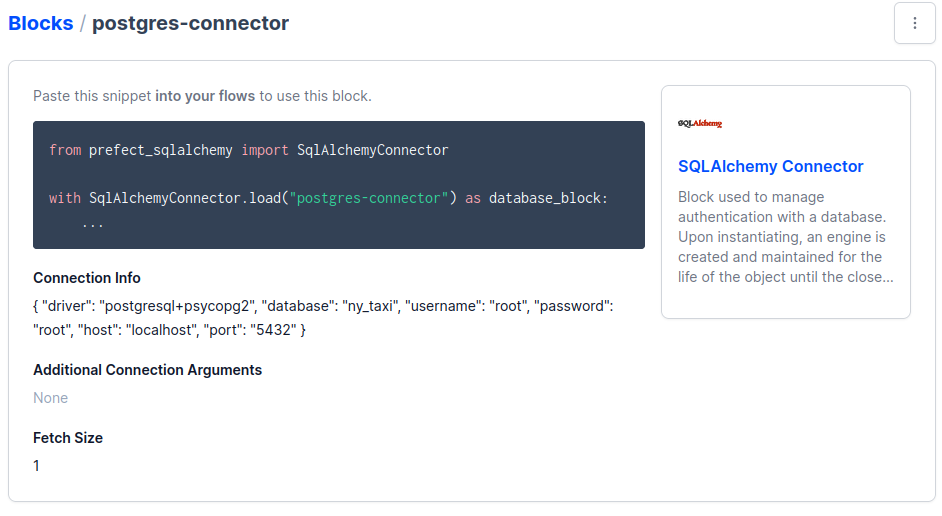 Blocks / postgres-connector
Paste this snippet into your flows to use this block.
from prefect_sqlalchemy import SqlAlchemyConnector
with SqlAlchemyConnector.load("postgres-connector") as database_block:
...
Connection Info
{ "driver": "postgresql+psycopg2", "database": "ny_taxi", "username": "root", "password":
"root", "host": "localhost", "port": "5432" }
Additional Connection Arguments
None
Fetch Size
1
SQLAlchemy
SQLAlchemy Connector
Block used to manage
authentication with a database.
Upon instantiating, an engine is
created and maintained for the
life of the object until the close...